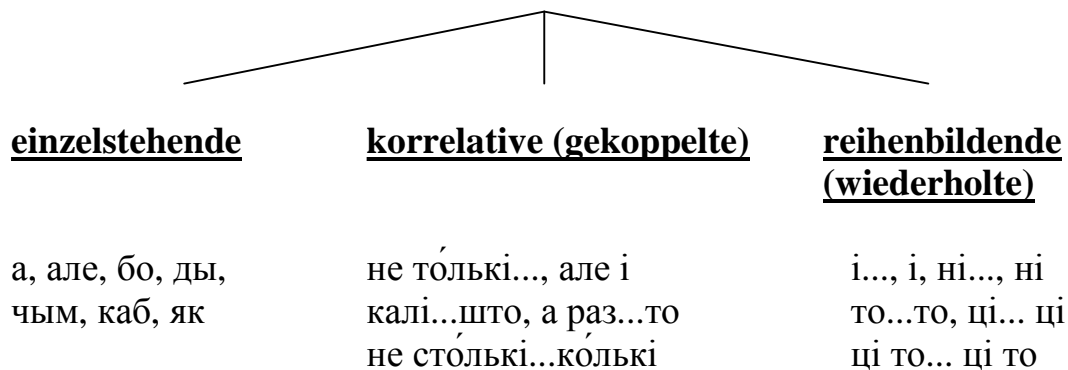 einzelstehende
korrelative (gekoppelte)
reihenbildende
(wiederholte)
а, але, бо, ды,
чым, каб, як
не то́лькі..., але і
калі...што, а раз...то
не сто́лькі...ко́лькі
і..., і, ні..., ні
то...то, ці... ці
ці то... ці то